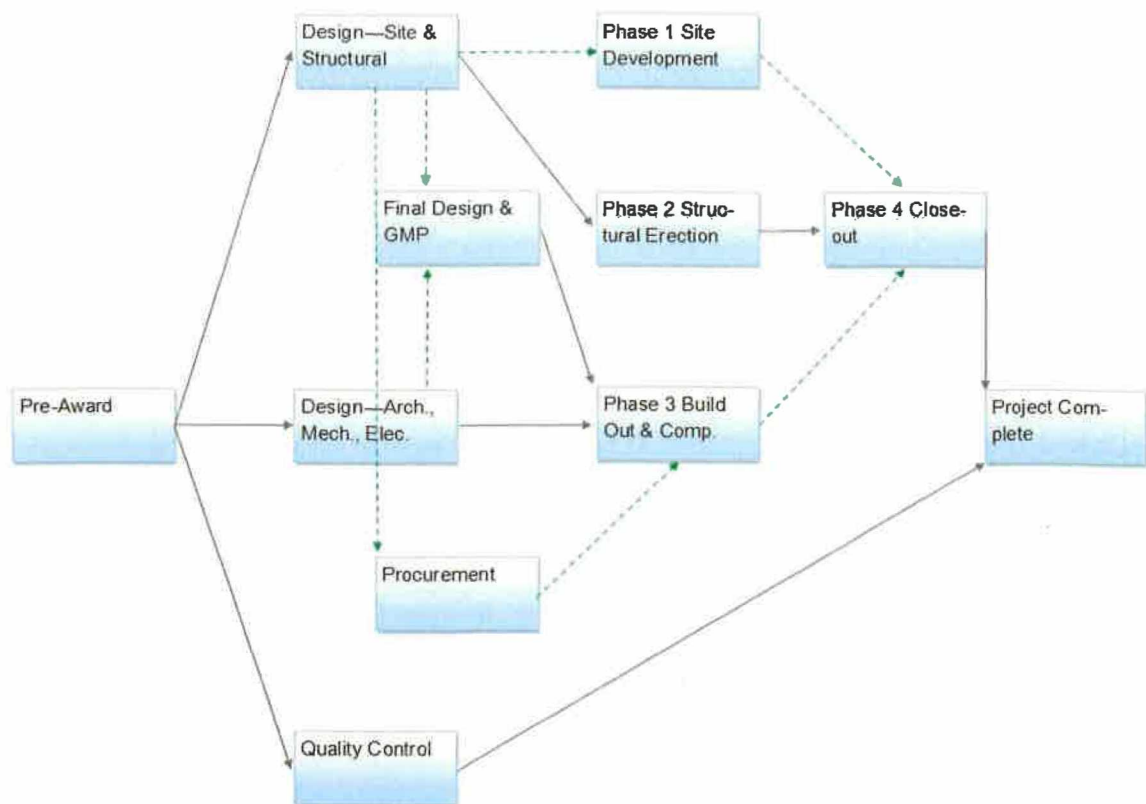 Design—Site &
Structural
Phase 1 Site
Development
Final Design &
GMP
Phase 2 Struc-
tural Erection
Phase 4 Close-
out
Pre-Award
Design—Arch.,
Mech., Elec.
Phase 3 Build
Out & Comp.
Project Com-
plete
Procurement
Quality Control